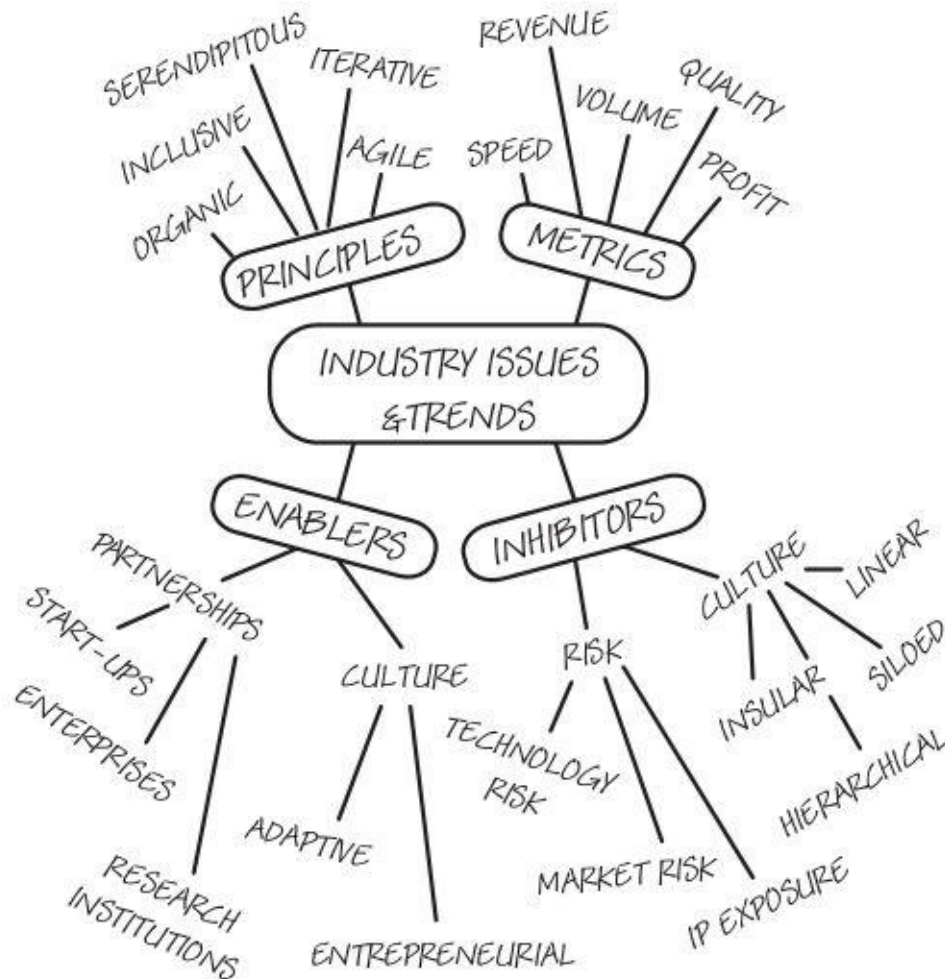 SERENDIPITOUS
ITERATIVE
INCLUSIVE
AGILE
ORGANIC
PRINCIPLES
REVENUE
QUALITY
VOLUME
SPEED
PROFIT
METRICS
INDUSTRY ISSUES
&TRENDS
ENABLERS
PARTNERSHIPS
START-UPS
ENTERPRISES
RESEARCH
INSTITUTIONS
CULTURE
ADAPTIVE
ENTREPRENEURIAL
INHIBITORS
RISK
TECHNOLOGY
RISK
MARKET RISK
IP EXPOSURE
CULTURE
LINEAR
SILOED
INSULAR
HIERARCHICAL